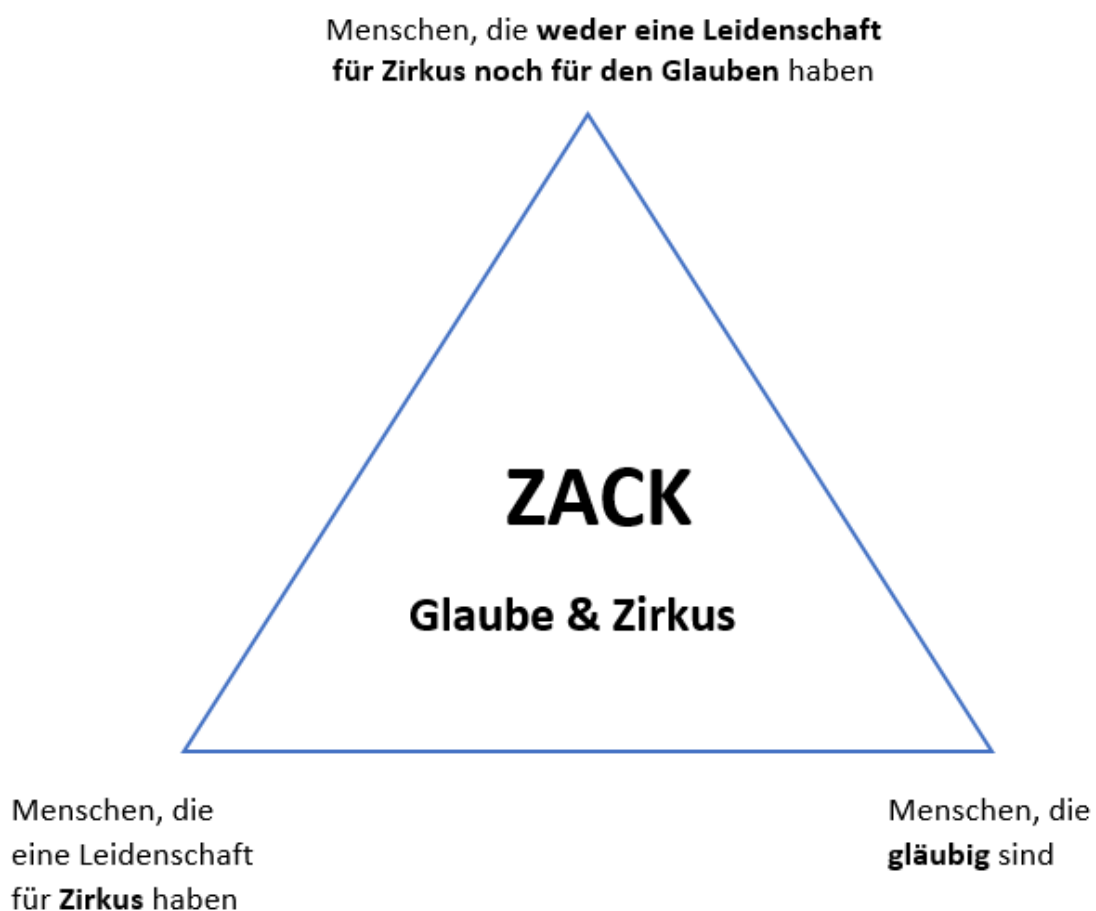 Menschen, die weder eine Leidenschaft
für Zirkus noch für den Glauben haben
ZACK
Glaube & Zirkus
Menschen, die
eine Leidenschaft
für Zirkus haben
Menschen, die
gläubig sind